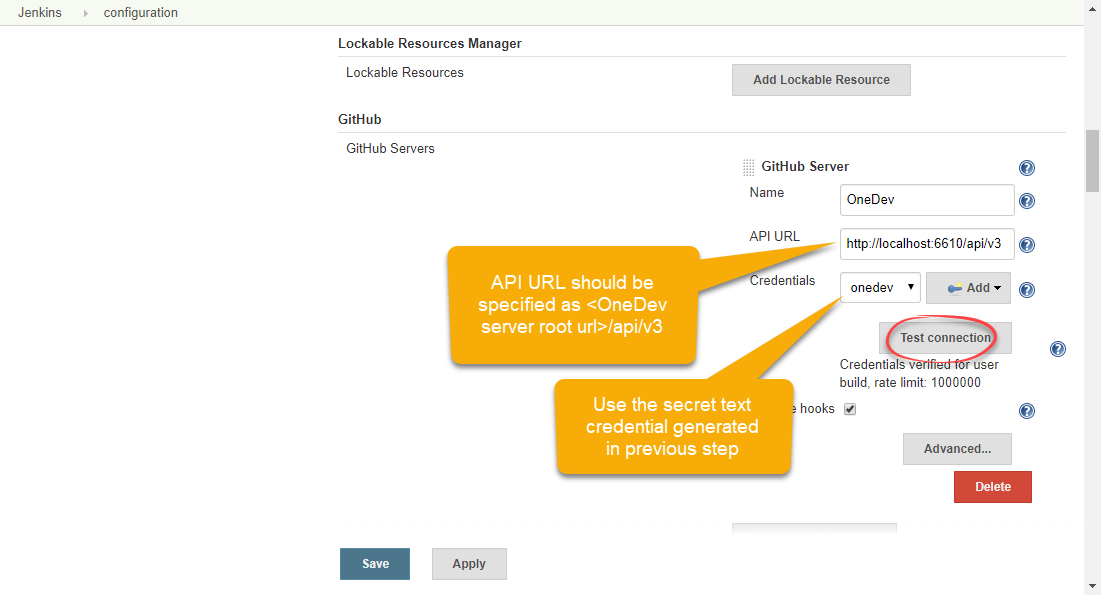 Jenkins configuration
Lockable Resources Manager
Lockable Resources
Add Lockable Resource
GitHub
GitHub Servers
GitHub Server
Name
OneDev
API URL
http://localhost:6610/api/v3
Credentials
onedev
Add
API URL should be
specified as <OneDev
server root url>/api/v3
Test connection
Credentials verified for user
build, rate limit: 1000000
Use the secret text
credential generated
in previous step
hooks
Advanced...
Delete
Save
Apply